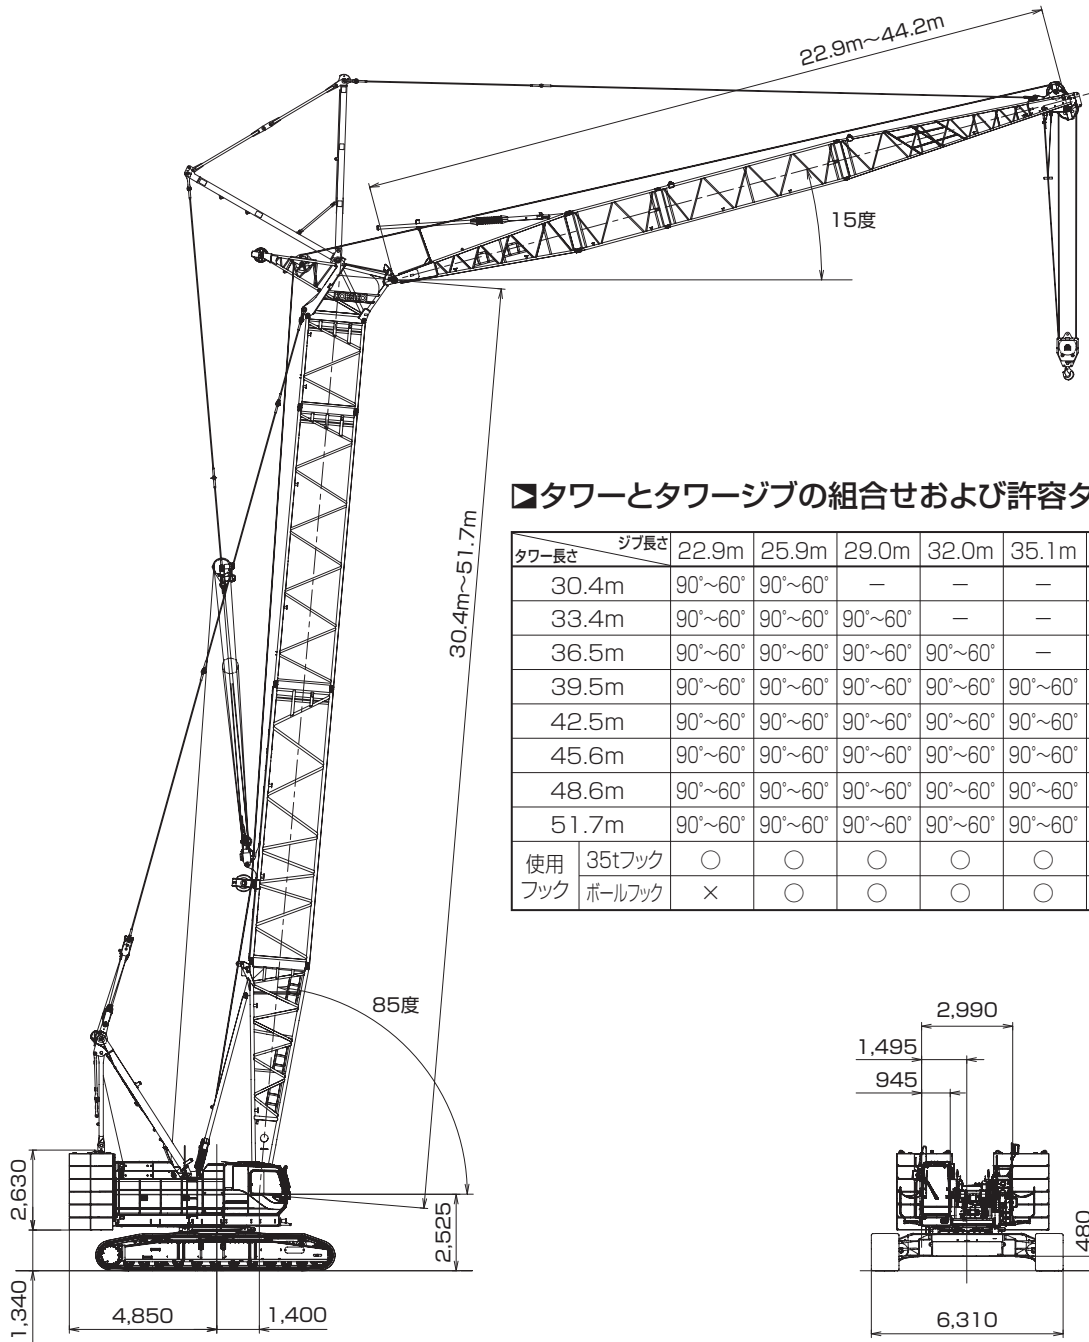 22.9m～44.2m
15度
30.4m～51.7m
▶タワーとタワージブの組合せおよび許容タ
タワー長さ ジブ長さ 22.9m 25.9m 29.0m 32.0m 35.1m
30.4m 90°~60° 90°~60° － － －
33.4m 90°~60° 90°~60° 90°~60° － －
36.5m 90°~60° 90°~60° 90°~60° 90°~60° －
39.5m 90°~60° 90°~60° 90°~60° 90°~60° 90°~60°
42.5m 90°~60° 90°~60° 90°~60° 90°~60° 90°~60°
45.6m 90°~60° 90°~60° 90°~60° 90°~60° 90°~60°
48.6m 90°~60° 90°~60° 90°~60° 90°~60° 90°~60°
51.7m 90°~60° 90°~60° 90°~60° 90°~60° 90°~60°
使用フック 35tフック ○ ○ ○ ○ ○
ボールフック × ○ ○ ○ ○
85度
2,630
2,525
1,340
4,850
1,400
2,990
1,495
945
480
6,310